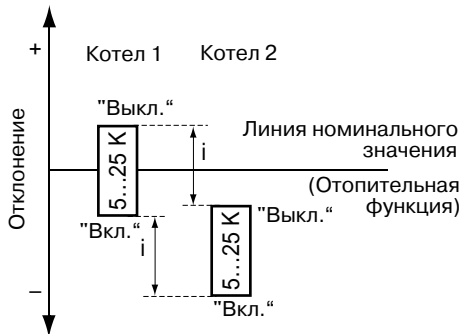 +
Котел 1
Котел 2
"Выкл.“
Отклонение
5...25 K
i
Линия номинального
значения
(Отопительная
функция)
"Вкл.“
i
5...25 K
"Выкл.“
"Вкл.“
–